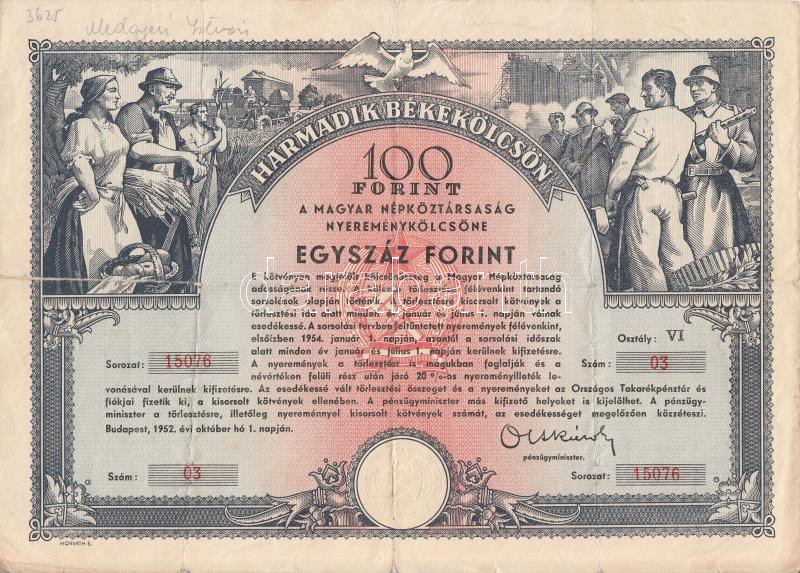 3625
Medgyesi István
HARMADIK BÉKEKÖLCSÖN
100
FORINT
A MAGYAR NÉPKÖZTÁRSASÁG
NYEREMÉNYKÖLCSÖNE
EGYSZÁZ FORINT
E kötvényen megjelölt kölcsönösszeg a Magyar Népköztársaság
adósságának része. A kölcsön törlesztése félévenkint tartandó
sorsolások alapján történik. A törlesztésre kisorsolt kötvények a
törlesztési idő alatt minden év január és július 1. napján válnak
esedékessé. A sorsolási tervben feltüntetett nyeremények félévenkint,
elsőízben 1954. január 1. napján, azontúl a sorsolási időszak
alatt minden év január és július 1. napján kerülnek kifizetésre.
A nyeremények a törlesztést is magukban foglalják és a
névértéken felüli rész után járó 20%-os nyereményilleték le-
vonásával kerülnek kifizetésre. Az esedékessé vált törlesztési összeget és a nyereményeket az Országos Takarékpénztár és
fiókjai fizetik ki, a kisorsolt kötvények ellenében. A pénzügyminiszter más kifizető helyeket is kijelölhet. A pénzügy-
miniszter a törlesztésre, illetőleg nyereménnyel kisorsolt kötvények számát, az esedékességet megelőzően közzéteszi.
Budapest, 1952. évi október hó 1. napján.
Osztály: VI
Sorozat: 15076
Szám: 03
pénzügyminiszter.
Szám: 03
Sorozat: 15076
HORVÁTH E.